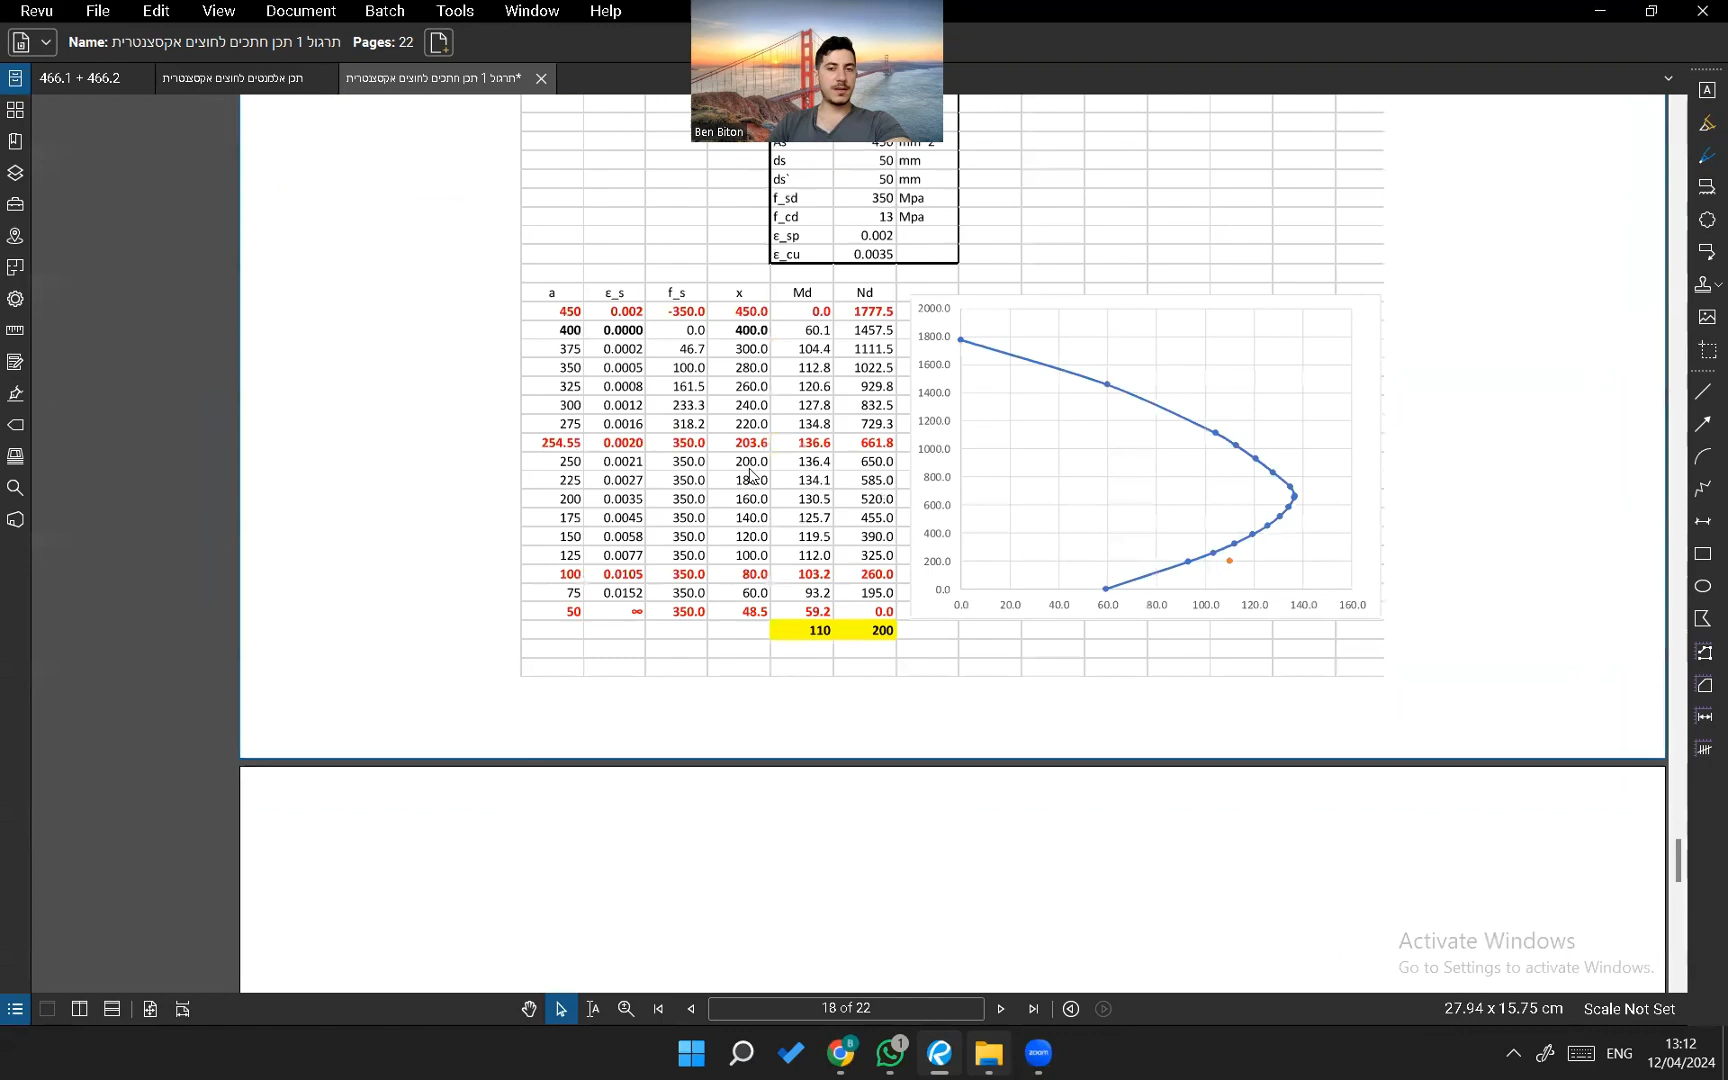 Revu File Edit View Document Batch Tools Window Help
Name: תרגול 1 תכן חתכים לחוצים אקסצנטרית Pages: 22
466.1 + 466.2
תכן אלמנטים לחוצים אקסצנטרית
תרגול 1 תכן חתכים לחוצים אקסצנטרית*
Ben Biton
ds 50 mm
ds` 50 mm
f_sd 350 Mpa
f_cd 13 Mpa
ε_sp 0.002
ε_cu 0.0035
a ε_s f_s x Md Nd
450 0.002 -350.0 450.0 0.0 1777.5
400 0.0000 0.0 400.0 60.1 1457.5
375 0.0002 46.7 300.0 104.4 1111.5
350 0.0005 100.0 280.0 112.8 1022.5
325 0.0008 161.5 260.0 120.6 929.8
300 0.0012 233.3 240.0 127.8 832.5
275 0.0016 318.2 220.0 134.8 729.3
254.55 0.0020 350.0 203.6 136.6 661.8
250 0.0021 350.0 200.0 136.4 650.0
225 0.0027 350.0 180.0 134.1 585.0
200 0.0035 350.0 160.0 130.5 520.0
175 0.0045 350.0 140.0 125.7 455.0
150 0.0058 350.0 120.0 119.5 390.0
125 0.0077 350.0 100.0 112.0 325.0
100 0.0105 350.0 80.0 103.2 260.0
75 0.0152 350.0 60.0 93.2 195.0
50 ∞ 350.0 48.5 59.2 0.0
110 200
2000.0
1800.0
1600.0
1400.0
1200.0
1000.0
800.0
600.0
400.0
200.0
0.0
0.0 20.0 40.0 60.0 80.0 100.0 120.0 140.0 160.0
Activate Windows
Go to Settings to activate Windows.
18 of 22
27.94 x 15.75 cm Scale Not Set
B
1
zoom
ENG
13:12
12/04/2024